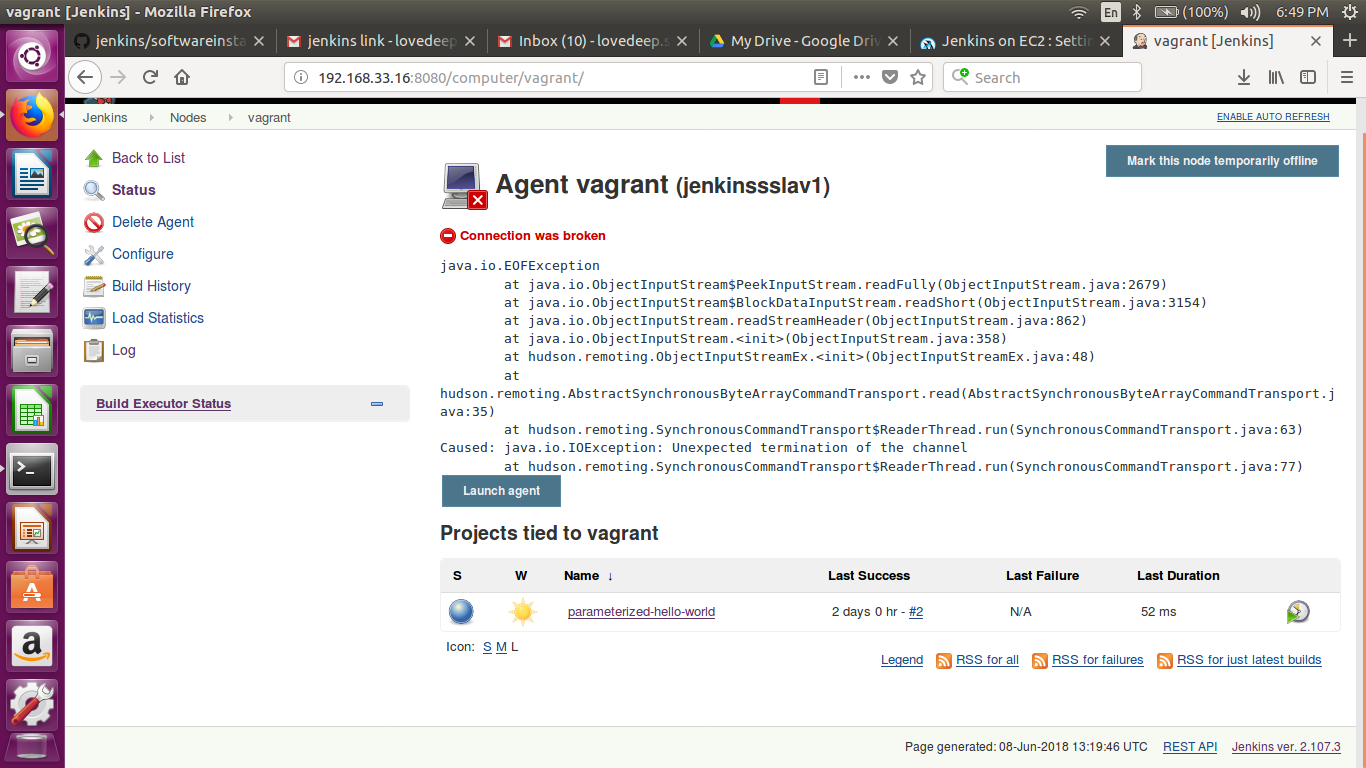 vagrant [Jenkins] - Mozilla Firefox
En
(100%)
6:49 PM
jenkins/softwareinsta
jenkins link - lovedeep
Inbox (10) - lovedeep.s
My Drive - Google Driv
Jenkins on EC2 : Settin
vagrant [Jenkins]
192.168.33.16:8080/computer/vagrant/
Search
Jenkins
Nodes
vagrant
ENABLE AUTO REFRESH
Back to List
Status
Delete Agent
Configure
Build History
Load Statistics
Log
Build Executor Status
Mark this node temporarily offline
Agent vagrant (jenkinsssslav1)
Connection was broken
java.io.EOFException
at java.io.ObjectInputStream$PeekInputStream.readFully(ObjectInputStream.java:2679)
at java.io.ObjectInputStream$BlockDataInputStream.readShort(ObjectInputStream.java:3154)
at java.io.ObjectInputStream.readStreamHeader(ObjectInputStream.java:862)
at java.io.ObjectInputStream.<init>(ObjectInputStream.java:358)
at hudson.remoting.ObjectInputStreamEx.<init>(ObjectInputStreamEx.java:48)
at
hudson.remoting.AbstractSynchronousByteArrayCommandTransport.read(AbstractSynchronousByteArrayCommandTransport.j
ava:35)
at hudson.remoting.SynchronousCommandTransport$ReaderThread.run(SynchronousCommandTransport.java:63)
Caused: java.io.IOException: Unexpected termination of the channel
at hudson.remoting.SynchronousCommandTransport$ReaderThread.run(SynchronousCommandTransport.java:77)
Launch agent
Projects tied to vagrant
S W Name ↓ Last Success Last Failure Last Duration
parameterized-hello-world 2 days 0 hr - #2 N/A 52 ms
Icon: S M L
Legend RSS for all RSS for failures RSS for just latest builds
Page generated: 08-Jun-2018 13:19:46 UTC REST API Jenkins ver. 2.107.3